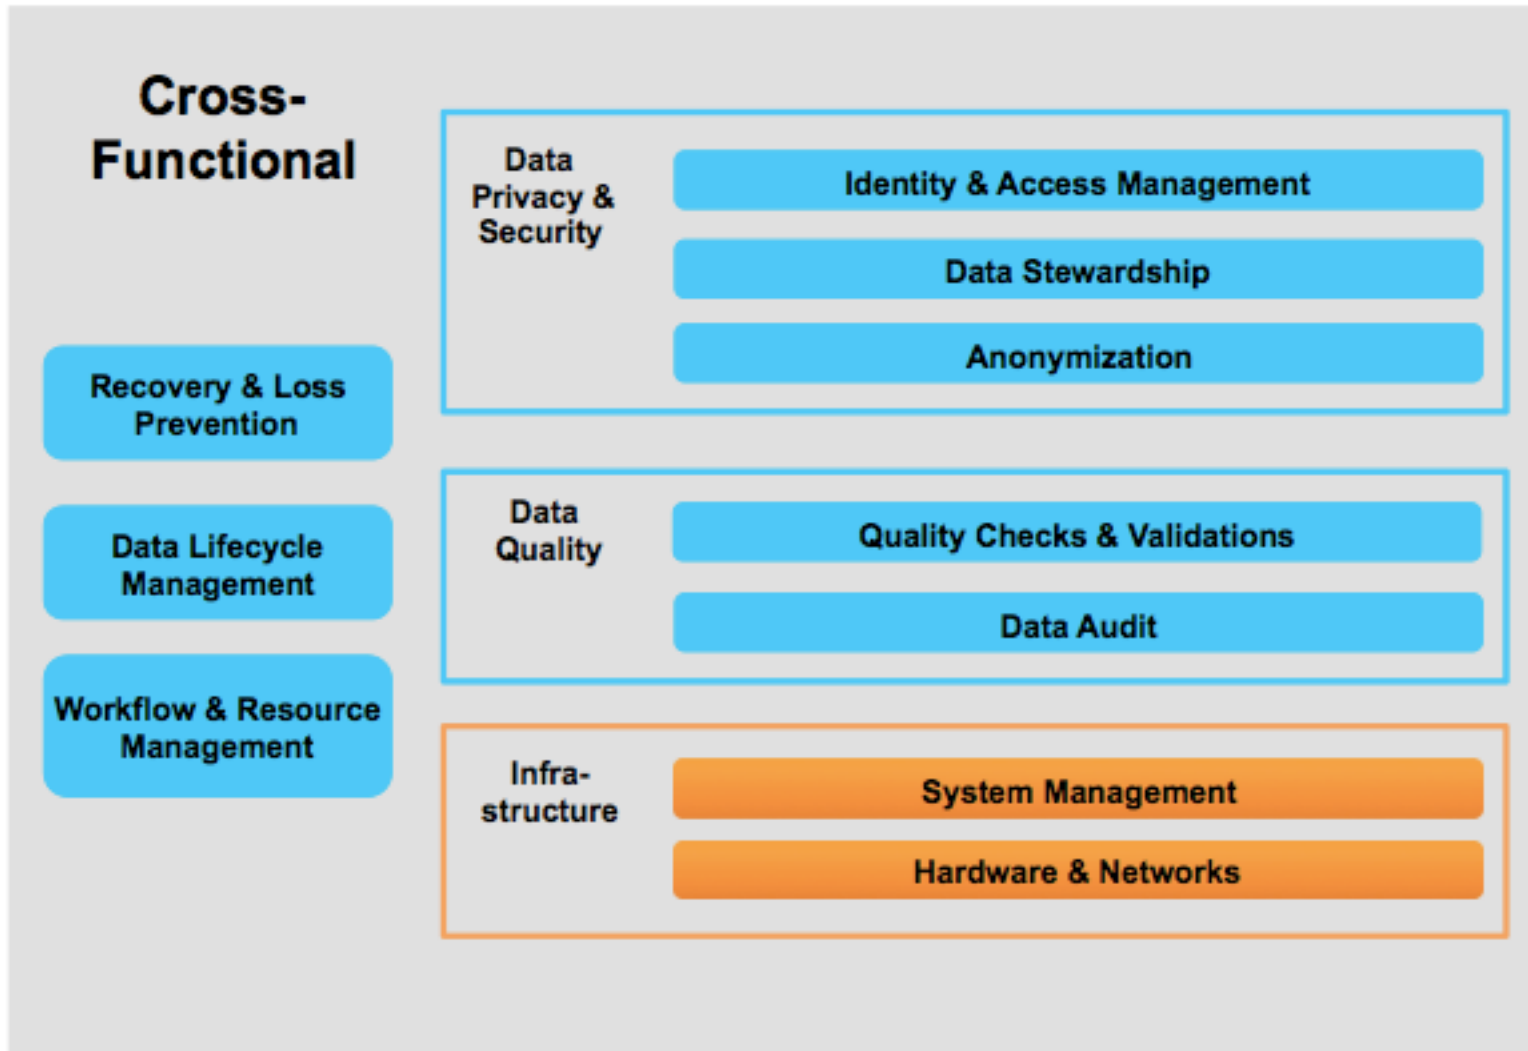 Cross-
Functional
Recovery & Loss
Prevention
Data Lifecycle
Management
Workflow & Resource
Management
Data
Privacy &
Security
Identity & Access Management
Data Stewardship
Anonymization
Data
Quality
Quality Checks & Validations
Data Audit
Infra-
structure
System Management
Hardware & Networks